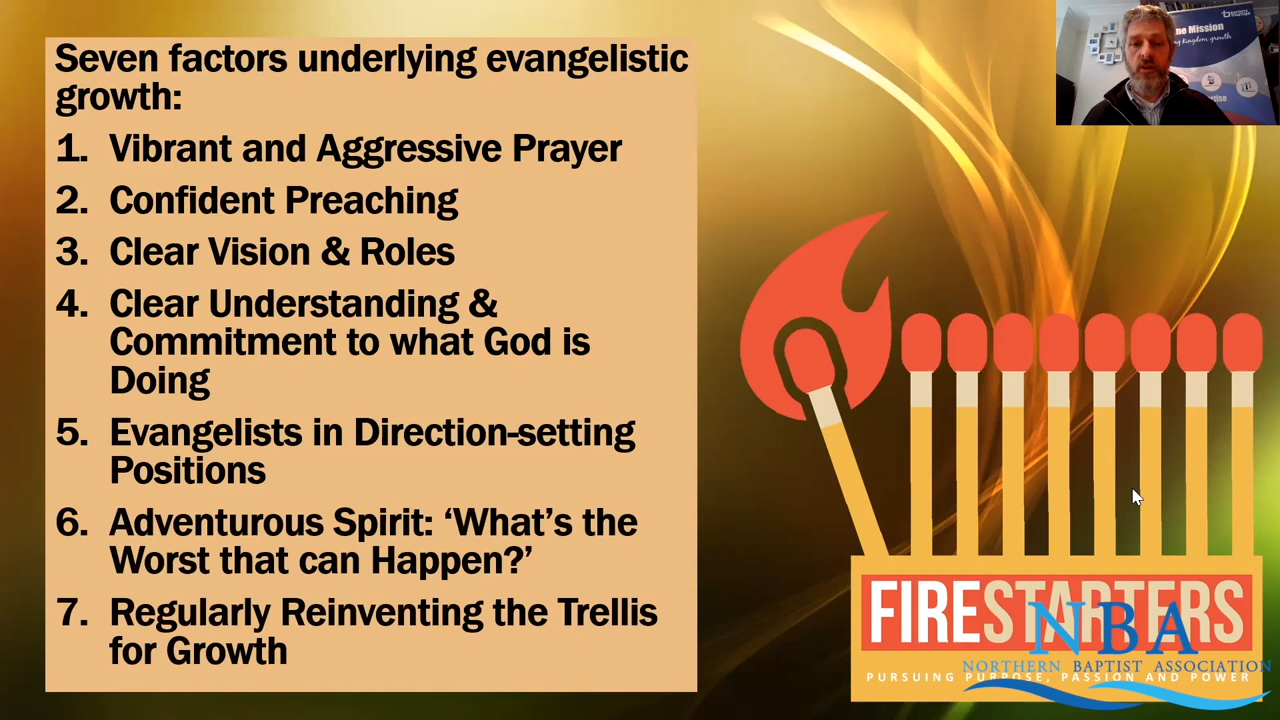 Seven factors underlying evangelistic
growth:
1. Vibrant and Aggressive Prayer
2. Confident Preaching
3. Clear Vision & Roles
4. Clear Understanding &
Commitment to what God is
Doing
5. Evangelists in Direction-setting
Positions
6. Adventurous Spirit: ‘What’s the
Worst that can Happen?’
7. Regularly Reinventing the Trellis
for Growth
Mission
Kingdom growth
FIRESTARTERS
NBA
NORTHERN BAPTIST ASSOCIATION
PURSUING PURPOSE, PASSION AND POWER